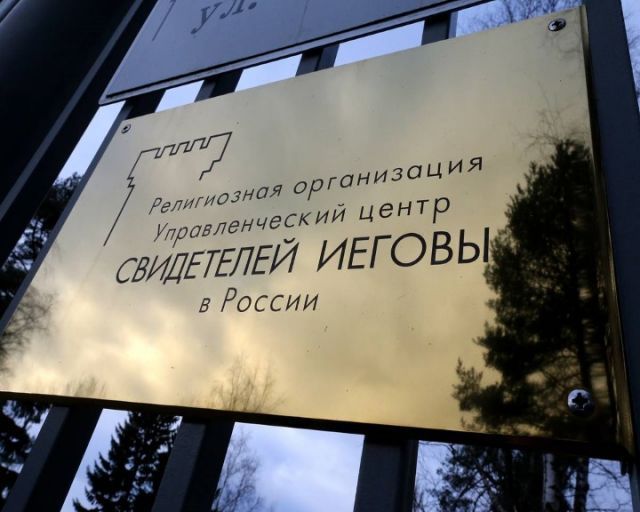 ул.
Религиозная организация
Управленческий центр
СВИДЕТЕЛЕЙ ИЕГОВЫ
в России